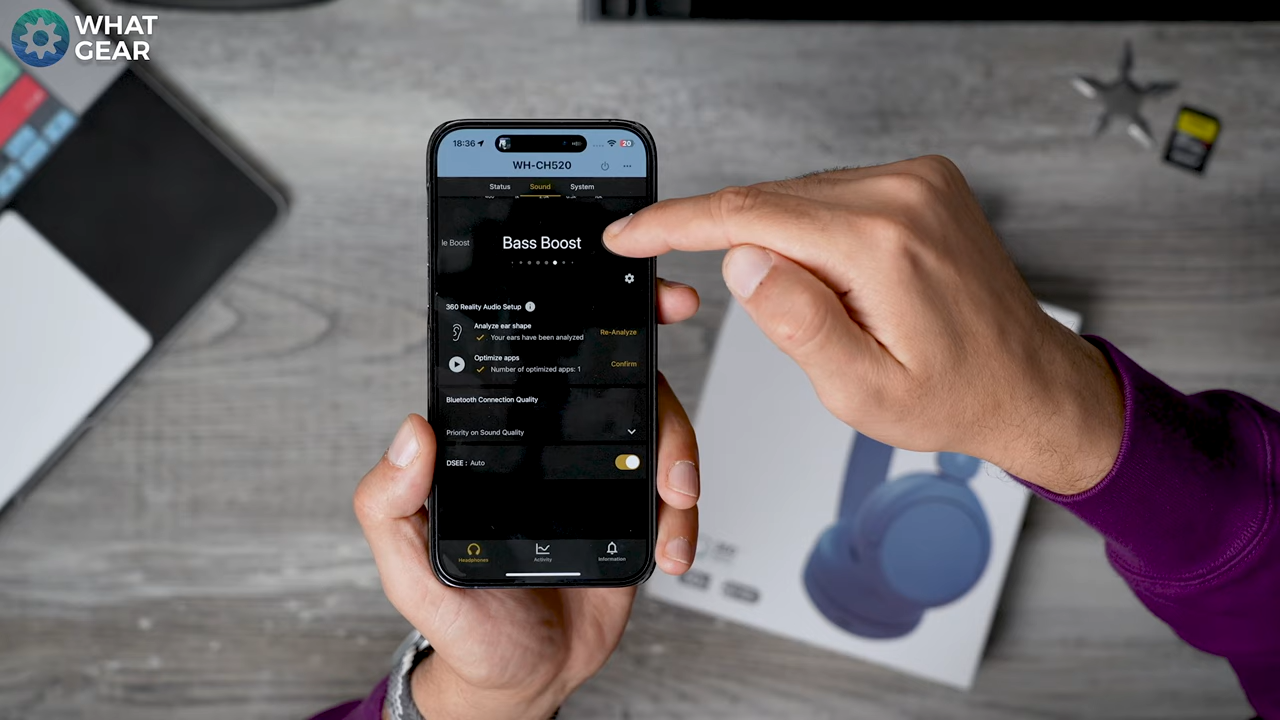 WHAT
GEAR
18:36
20
WH-CH520
Status Sound System
le Boost Bass Boost
360 Reality Audio Setup
Analyze ear shape
Your ears have been analyzed Re-Analyze
Optimize apps
Number of optimized apps: 1 Confirm
Bluetooth Connection Quality
Priority on Sound Quality
DSEE : Auto
Headphones Activity Information